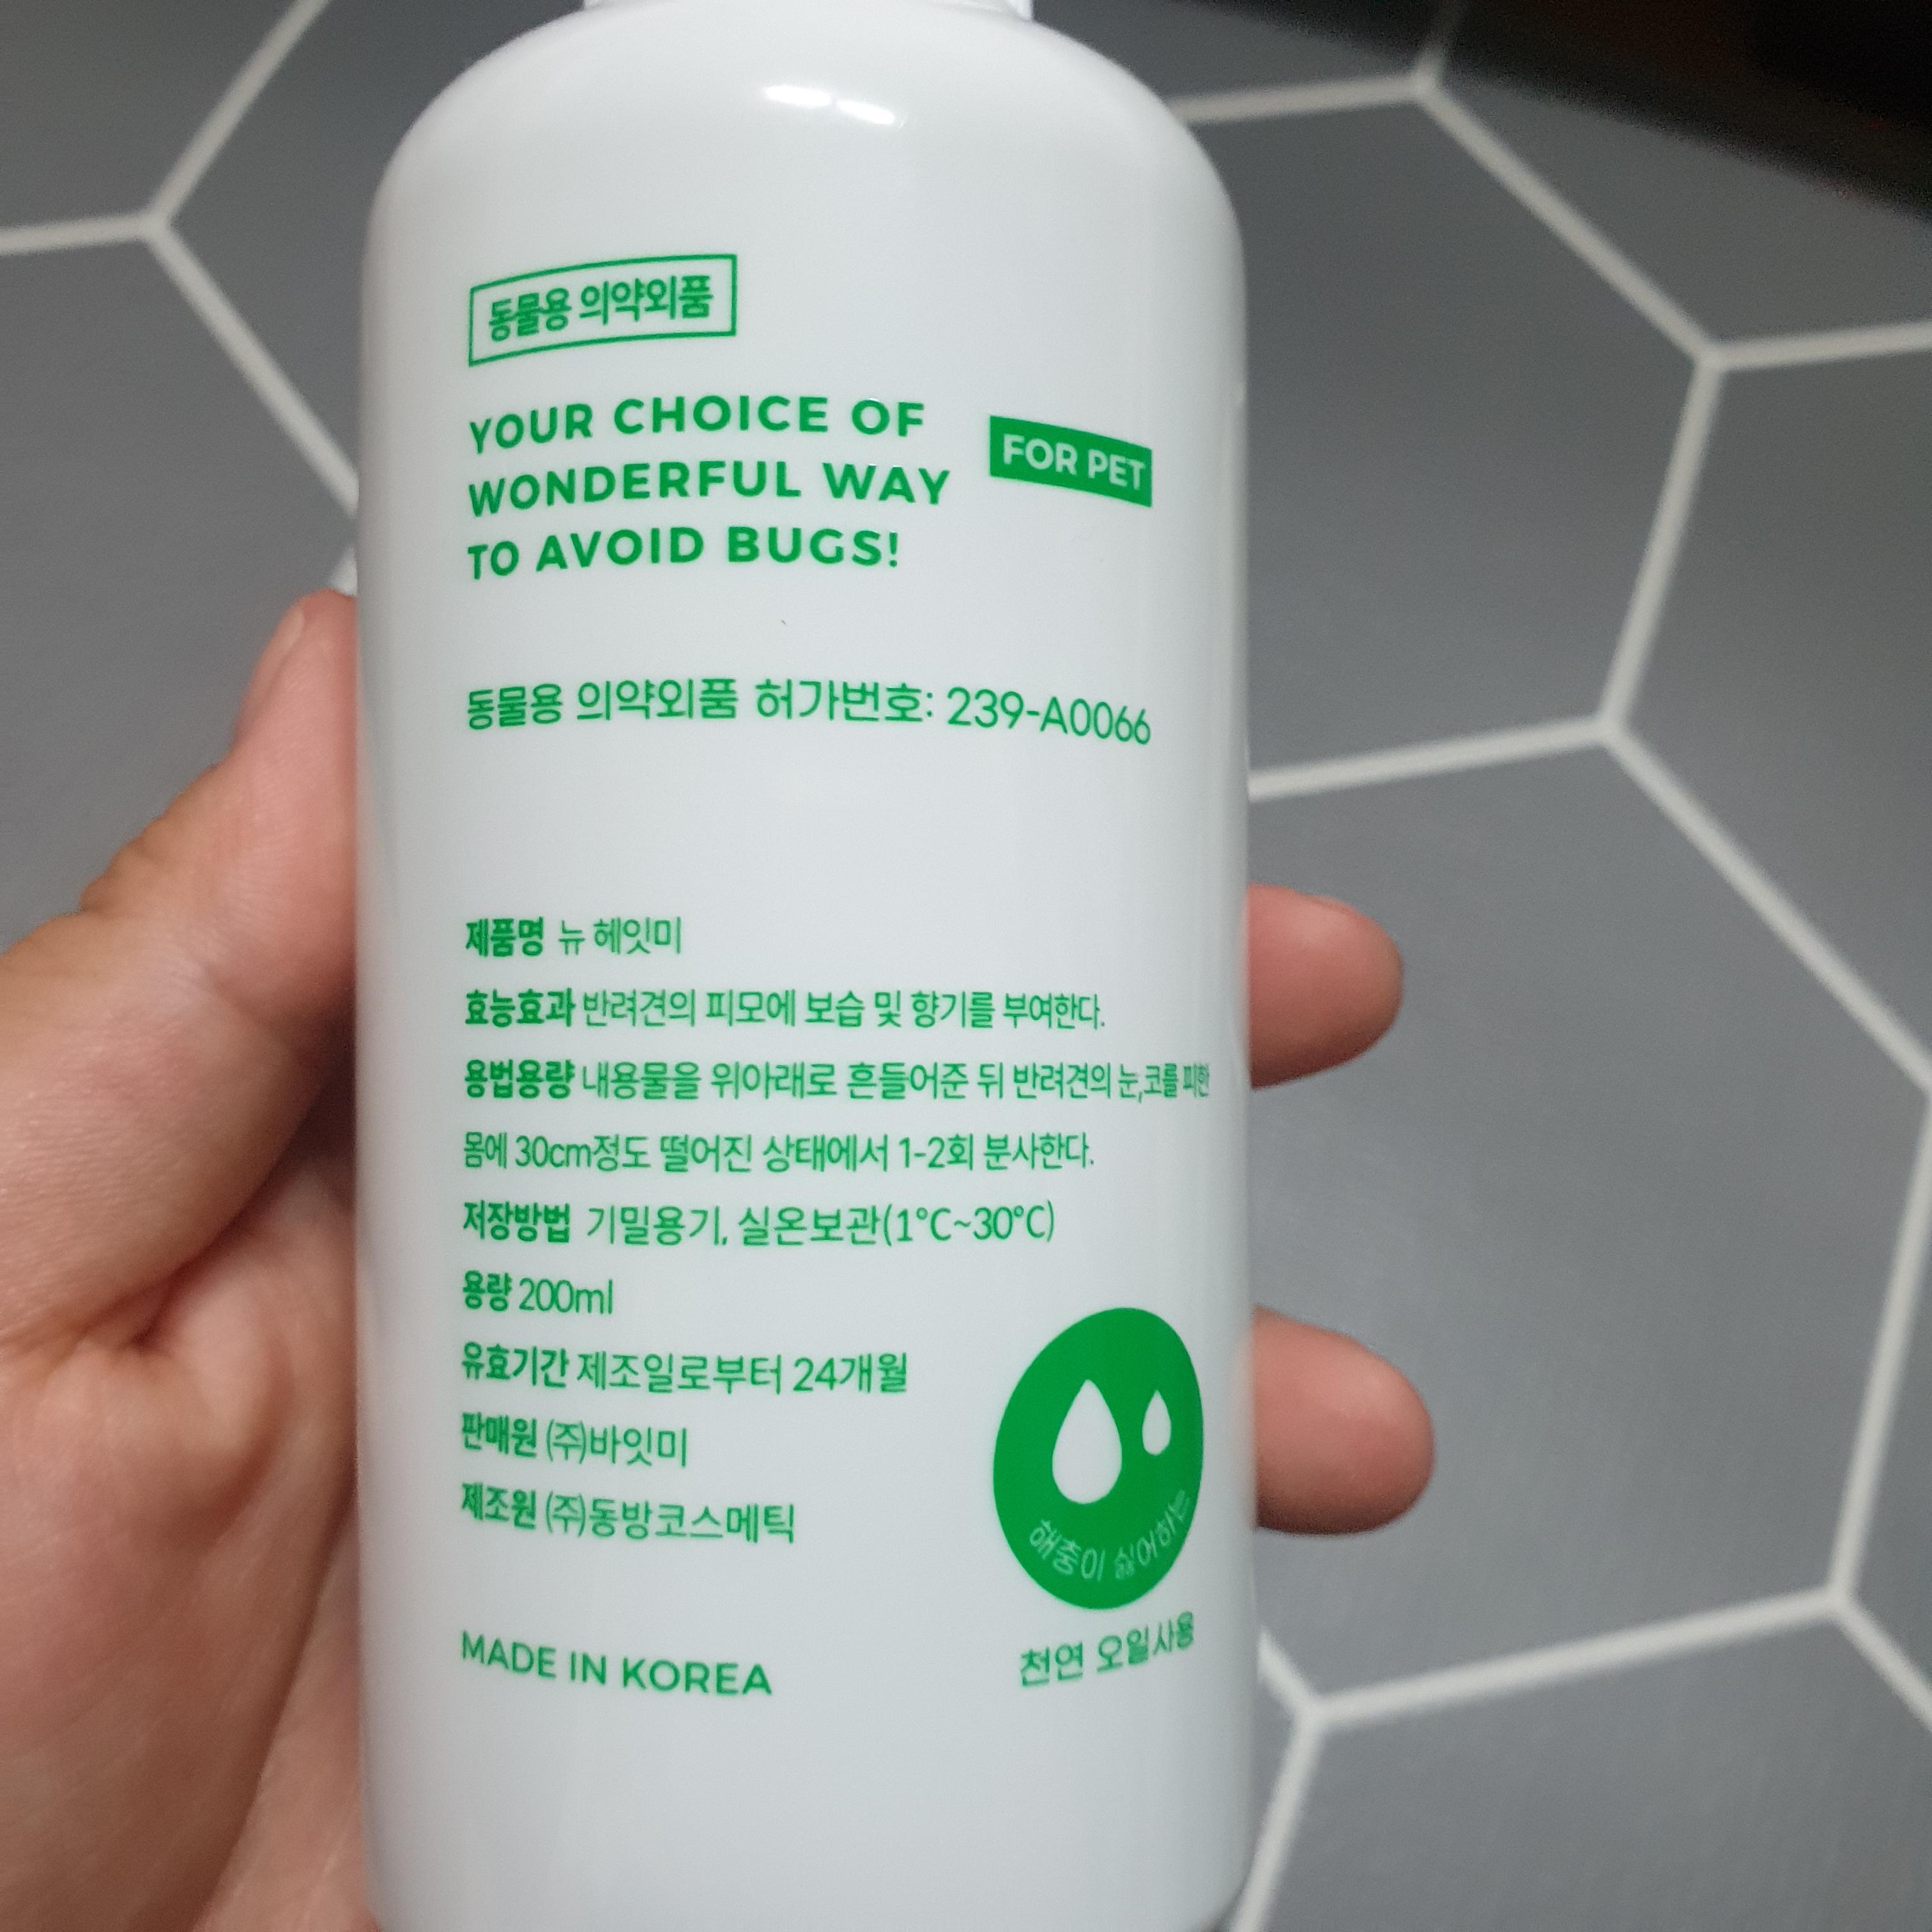 동물용 의약외품
YOUR CHOICE OF
WONDERFUL WAY
TO AVOID BUGS!
FOR PET
동물용 의약외품 허가번호: 239-A0066
제품명 뉴 헤잇미
효능효과 반려견의 피모에 보습 및 향기를 부여한다.
용법용량 내용물을 위아래로 흔들어준 뒤 반려견의 눈,코를 피한
몸에 30cm정도 떨어진 상태에서 1-2회 분사한다.
저장방법 기밀용기, 실온보관(1°C~30°C)
용량 200ml
유효기간 제조일로부터 24개월
판매원 (주)바잇미
제조원 (주)동방코스메틱
MADE IN KOREA
해충이 싫어하는
천연 오일사용